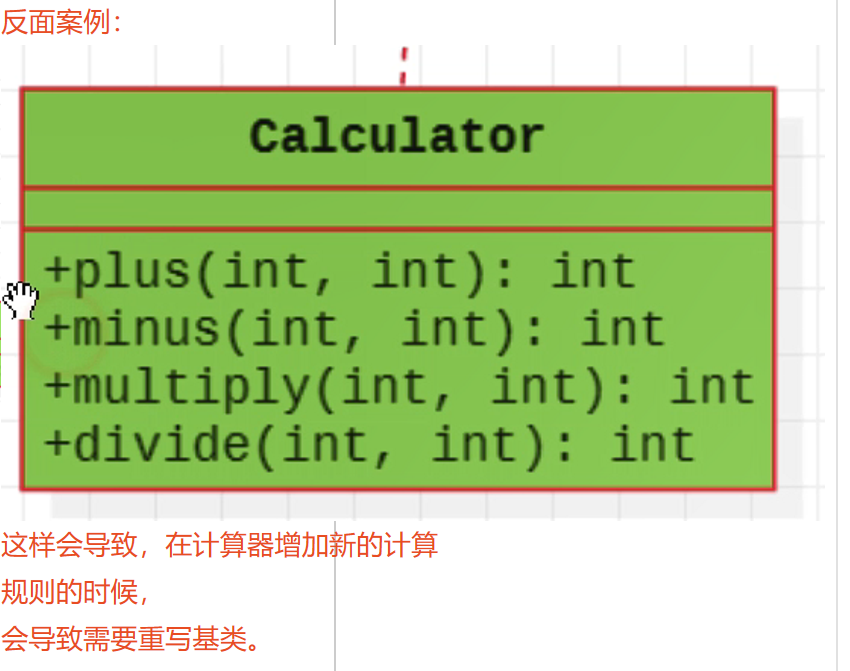 反面案例：
Calculator
+plus(int, int): int
+minus(int, int): int
+multiply(int, int): int
+divide(int, int): int
这样会导致，在计算器增加新的计算
规则的时候，
会导致需要重写基类。